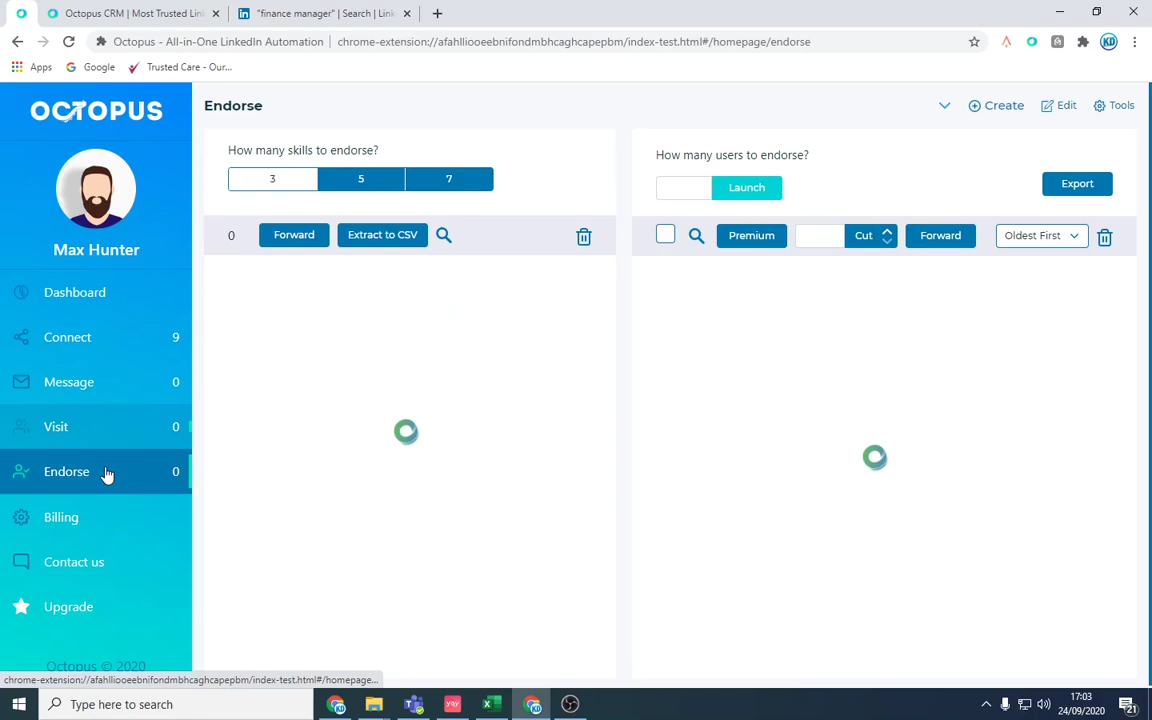 Octopus CRM | Most Trusted Lin
"finance manager" | Search | Link
Octopus - All-in-One LinkedIn Automation
chrome-extension://afahlliooeebnifondmbhcaghcapepbm/index-test.html#/homepage/endorse
KD
Apps
Google
Trusted Care - Our...
OCTOPUS
Max Hunter
Dashboard
Connect 9
Message 0
Visit 0
Endorse 0
Billing
Contact us
Upgrade
Octopus © 2020
Endorse
Create
Edit
Tools
How many skills to endorse?
3 5 7
How many users to endorse?
Launch
Export
0 Forward Extract to CSV
Premium Cut Forward Oldest First
chrome-extension://afahlliooeebnifondmbhcaghcapepbm/index-test.html#/homepage...
Type here to search
yay
17:03
24/09/2020
21